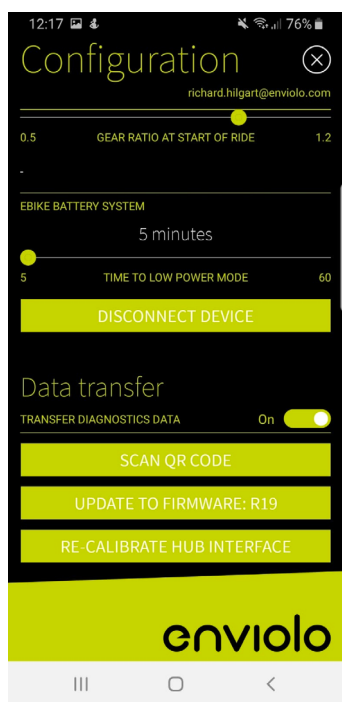 12:17 76%
Configuration
richard.hilgart@enviolo.com
0.5 GEAR RATIO AT START OF RIDE 1.2
-
EBIKE BATTERY SYSTEM
5 minutes
5 TIME TO LOW POWER MODE 60
DISCONNECT DEVICE
Data transfer
TRANSFER DIAGNOSTICS DATA On
SCAN QR CODE
UPDATE TO FIRMWARE: R19
RE-CALIBRATE HUB INTERFACE
enviolo